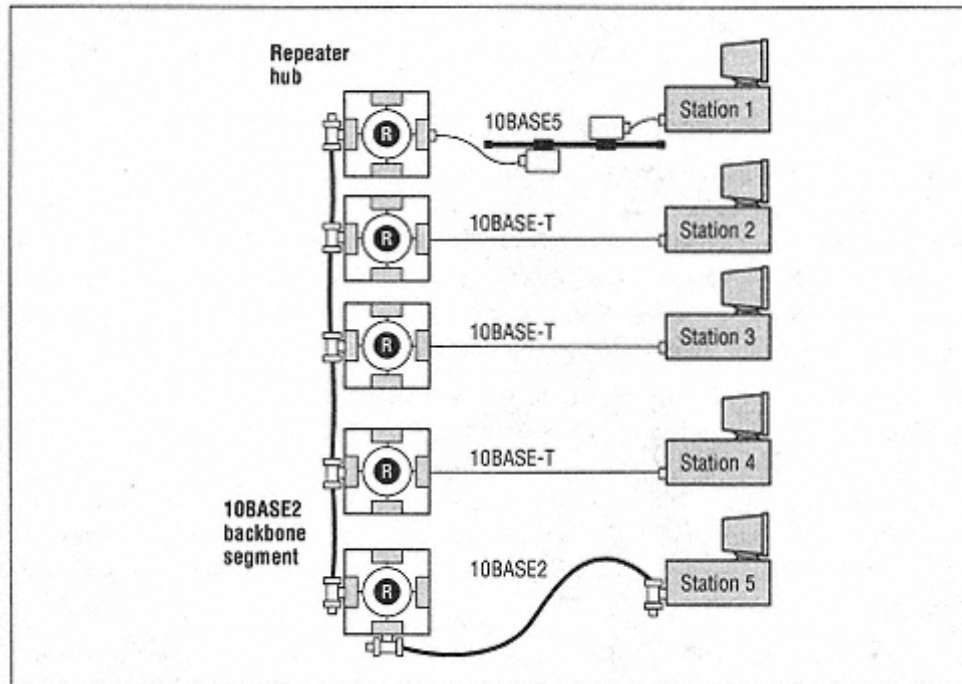 Repeater
hub
R
10BASE5
Station 1
R
10BASE-T
Station 2
R
10BASE-T
Station 3
R
10BASE-T
Station 4
10BASE2
backbone
segment
R
10BASE2
Station 5